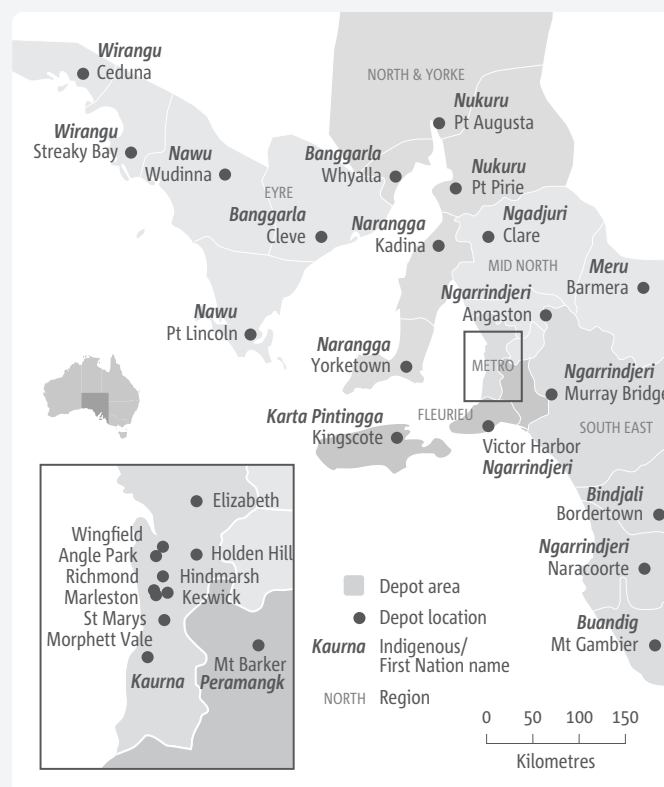 Wirangu
Ceduna
NORTH & YORKE
Nukuru
Pt Augusta
Wirangu
Streaky Bay
Nawu
Wudinna
Banggarla
Whyalla
Nukuru
Pt Pirie
EYRE
Banggarla
Cleve
Narangga
Kadina
Ngadjuri
Clare
MID NORTH
Meru
Barmera
Ngarrindjeri
Angaston
Nawu
Pt Lincoln
Narangga
Yorketown
METRO
Ngarrindjeri
Murray Bridge
Karta Pintingga
Kingscote
FLEURIEU
SOUTH EAST
Victor Harbor
Ngarrindjeri
Bindjali
Bordertown
Ngarrindjeri
Naracoorte
Buandig
Mt Gambier
Elizabeth
Wingfield
Angle Park
Holden Hill
Richmond
Hindmarsh
Marleston
Keswick
St Marys
Morphett Vale
Mt Barker
Kaurna
Peramangk
Depot area
Depot location
Kaurna Indigenous/
First Nation name
NORTH Region
0 50 100 150
Kilometres